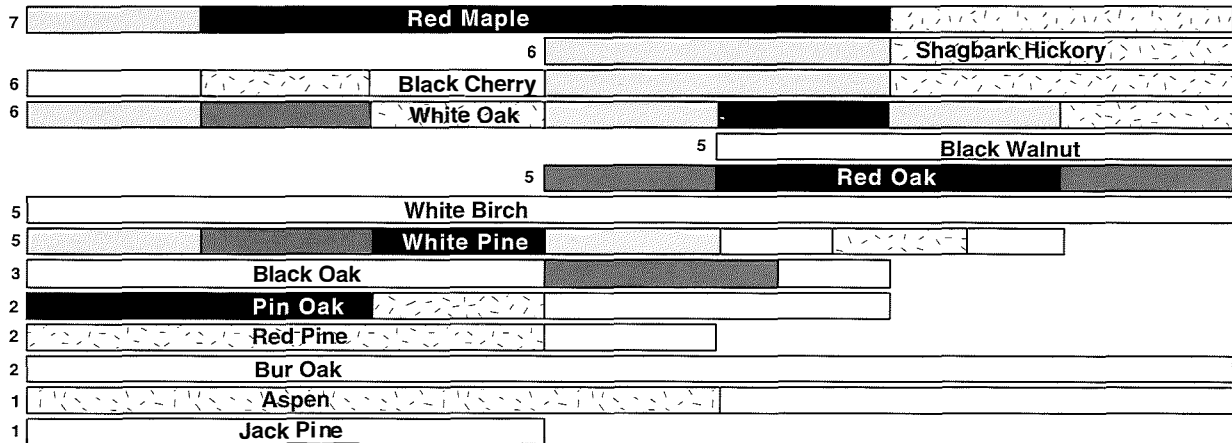 7 Red Maple
6 Shagbark Hickory
6 Black Cherry
6 White Oak
5 Black Walnut
5 Red Oak
5 White Birch
5 White Pine
3 Black Oak
2 Pin Oak
2 Red Pine
2 Bur Oak
1 Aspen
1 Jack Pine